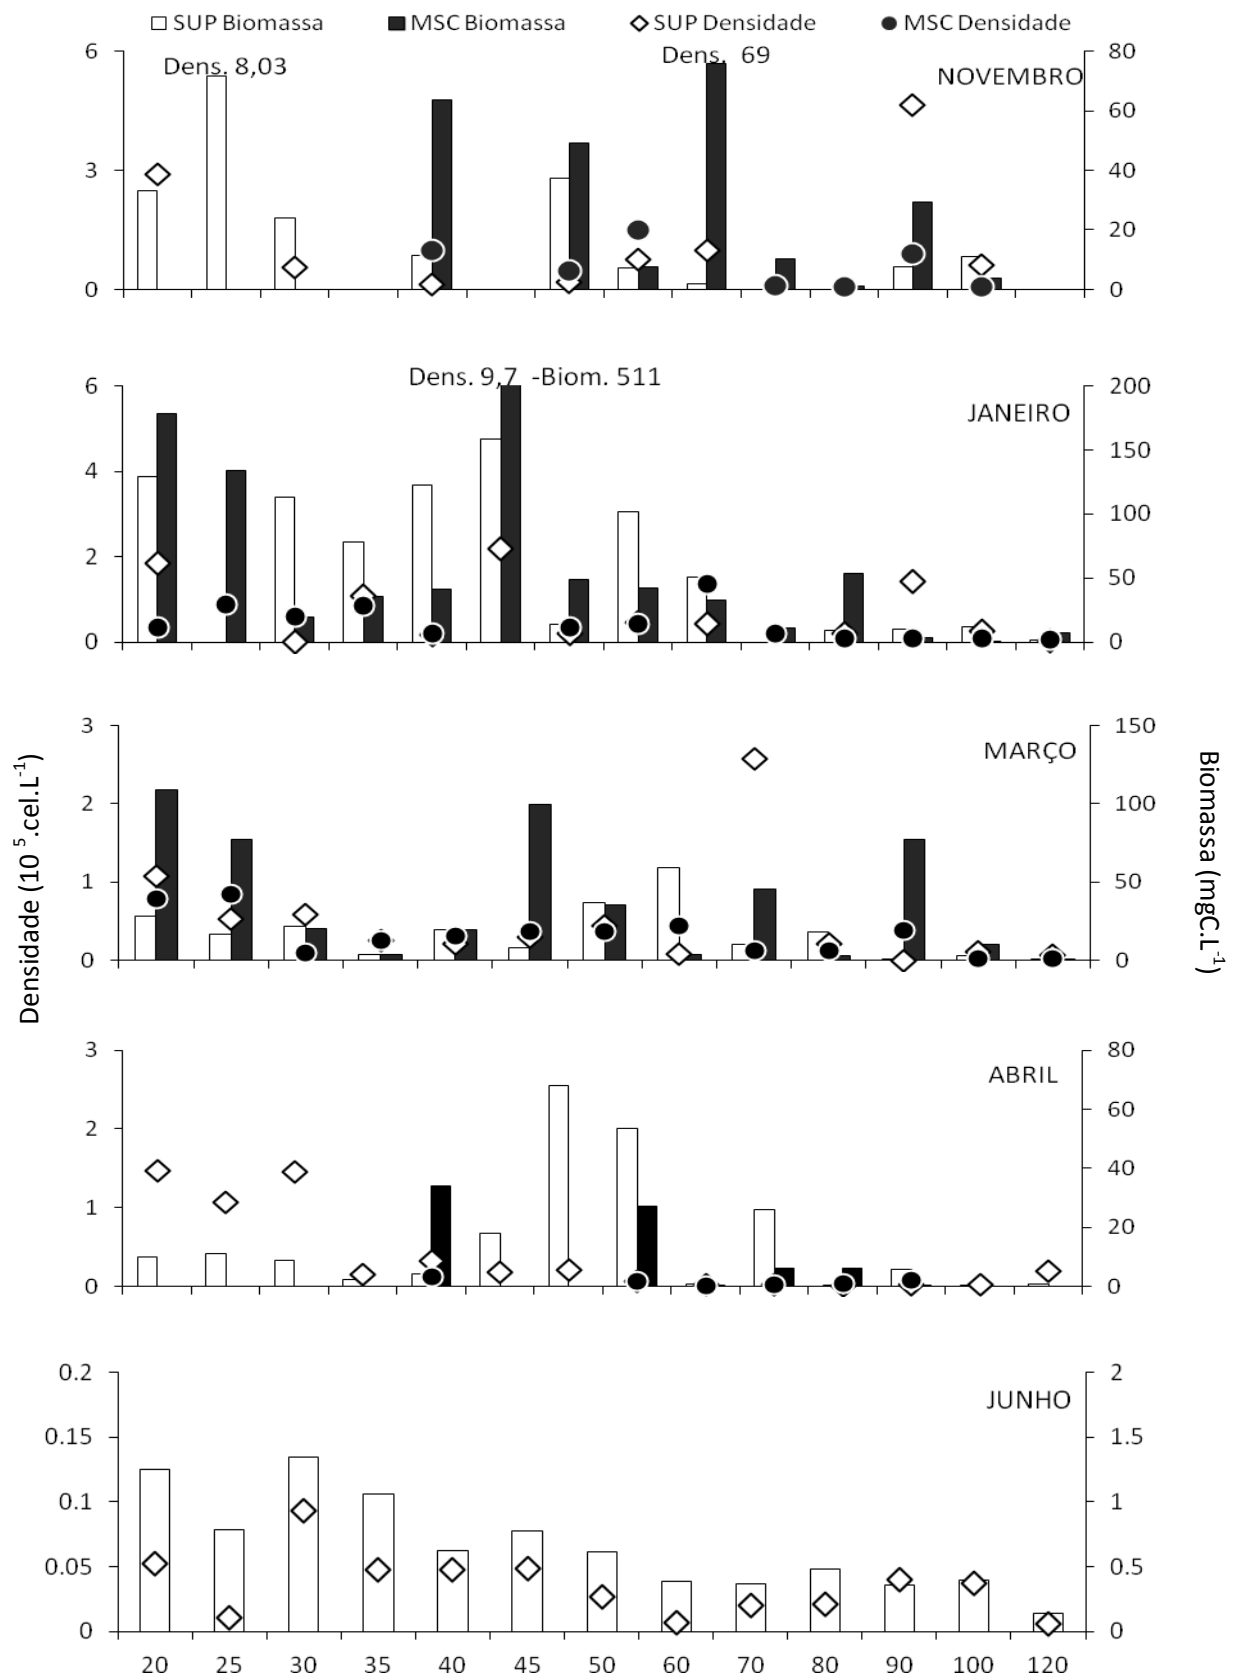 SUP Biomassa MSC Biomassa SUP Densidade MSC Densidade
Dens. 8,03 Dens. 69
NOVEMBRO
6 80
60
3 40
20
0 0
Dens. 9,7 -Biom. 511
JANEIRO
6 200
150
4
100
2
50
0 0
MARÇO
3 150
2 100
1 50
0 0
Densidade (10 5.cel.L-1)
Biomassa (mgC.L-1)
ABRIL
3 80
60
2
40
1
20
0 0
JUNHO
0.2 2
0.15 1.5
0.1 1
0.05 0.5
0 0
20 25 30 35 40 45 50 60 70 80 90 100 120